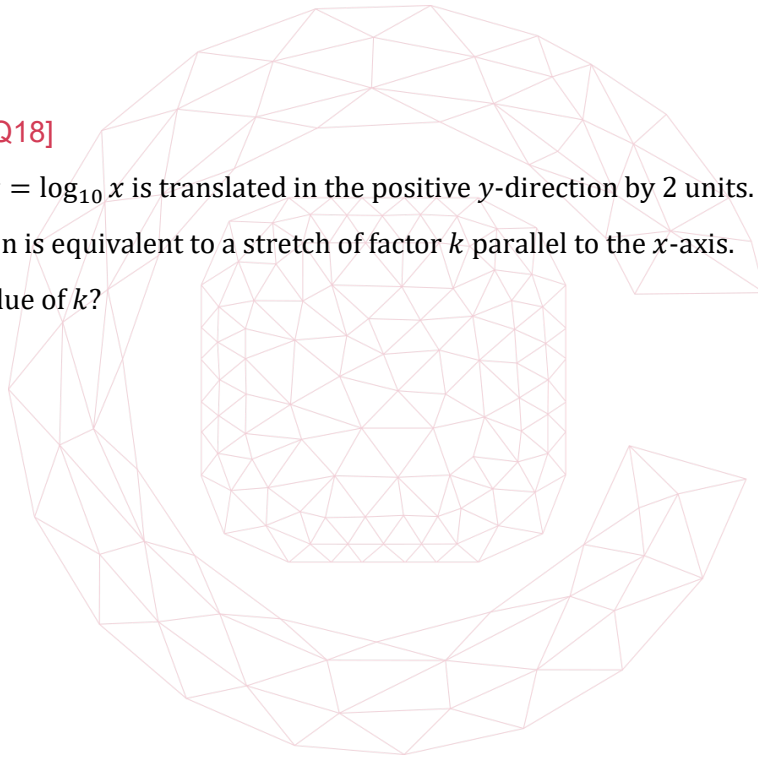 Q18]
= log₁₀ x is translated in the positive y-direction by 2 units.
n is equivalent to a stretch of factor k parallel to the x-axis.
lue of k?